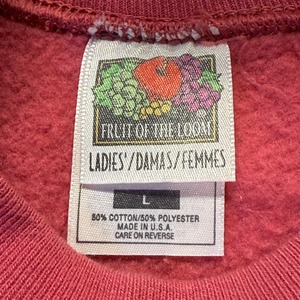 FRUIT OF THE LOOM
LADIES'/DAMAS/FEMMES
L
50% COTTON/50% POLYESTER
MADE IN U.S.A.
CARE ON REVERSE